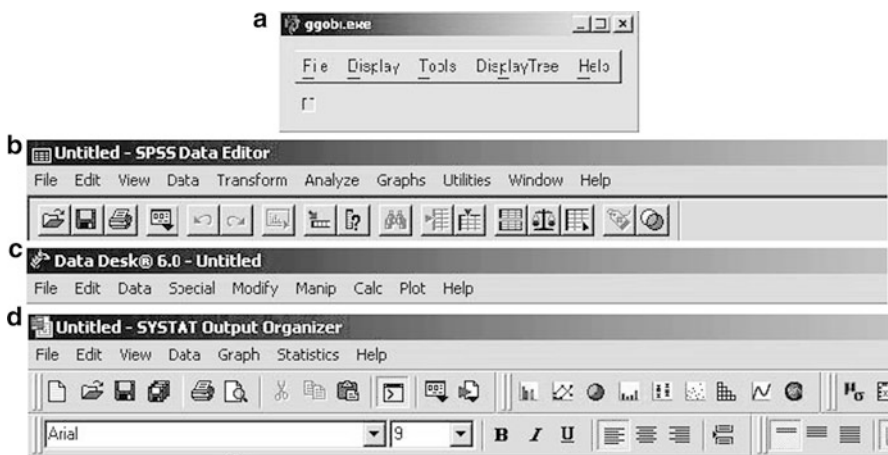 a
ggobi.exe
File Display Tools DisplayTree Help
b
Untitled - SPSS Data Editor
File Edit View Data Transform Analyze Graphs Utilities Window Help
c
Data Desk® 6.0 - Untitled
File Edit Data Special Modify Manip Calc Plot Help
d
Untitled - SYSTAT Output Organizer
File Edit View Data Graph Statistics Help
μσ
Arial 9 B I U